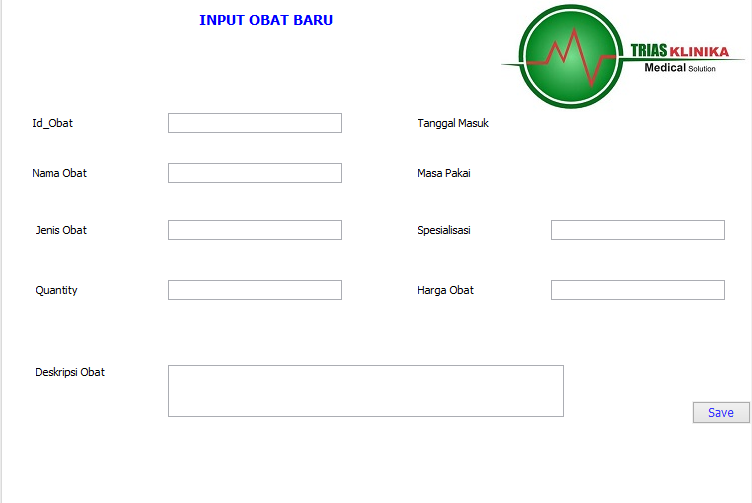 INPUT OBAT BARU
TRIAS KLINIKA
Medical Solution
Id_Obat
Tanggal Masuk
Nama Obat
Masa Pakai
Jenis Obat
Spesialisasi
Quantity
Harga Obat
Deskripsi Obat
Save